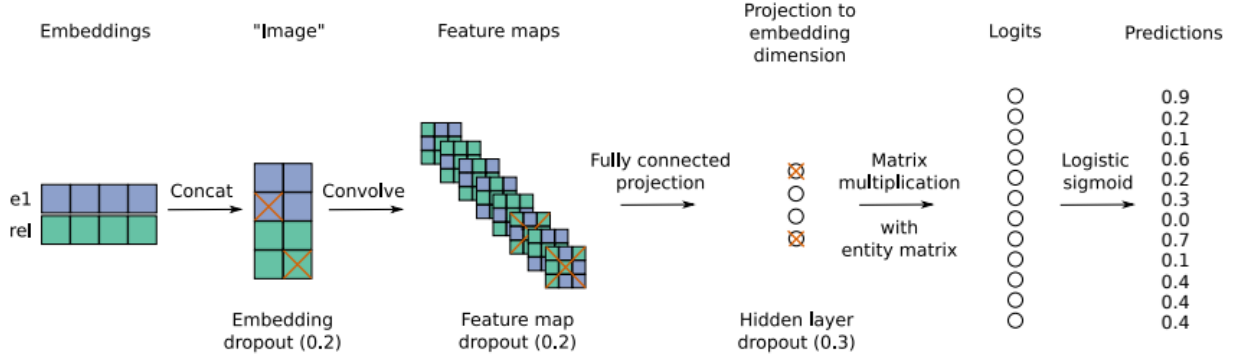 Embeddings
"Image"
Feature maps
Projection to
embedding
dimension
Logits
Predictions
e1
rel
Concat
Convolve
Fully connected
projection
Matrix
multiplication
with
entity matrix
Logistic
sigmoid
0.9
0.2
0.1
0.6
0.2
0.3
0.0
0.7
0.1
0.4
0.4
0.4
Embedding
dropout (0.2)
Feature map
dropout (0.2)
Hidden layer
dropout (0.3)